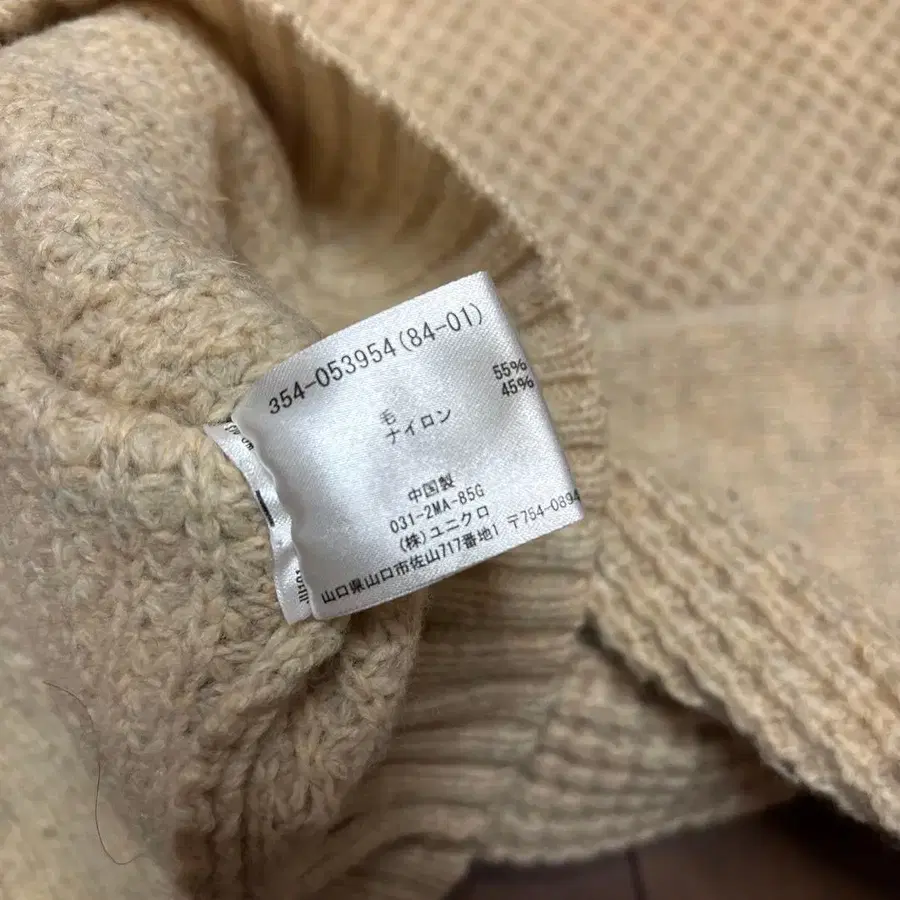 354-053954(84-01)
毛 55%
ナイロン 45%
中国製
031-2MA-85G
(株)ユニクロ
山口県山口市佐山717番地1 〒754-0894